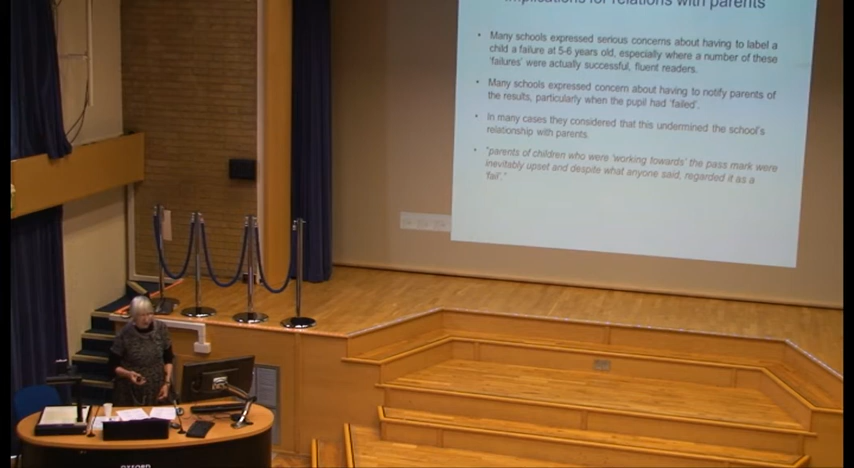 Implications for relations with parents
• Many schools expressed serious concerns about having to label a
child a failure at 5-6 years old, especially where a number of these
'failures' were actually successful, fluent readers.
• Many schools expressed concern about having to notify parents of
the results, particularly when the pupil had 'failed'.
• In many cases they considered that this undermined the school's
relationship with parents.
• "parents of children who were 'working towards' the pass mark were
inevitably upset and despite what anyone said, regarded it as a
'fail'."
OXFORD